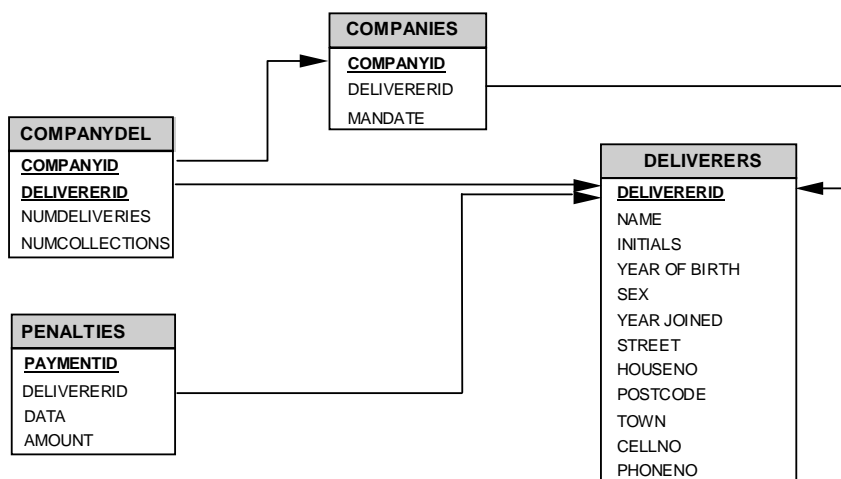 COMPANIES
COMPANYID
DELIVERERID
MANDATE
COMPANYDEL
COMPANYID
DELIVERERID
NUMDELIVERIES
NUMCOLLECTIONS
DELIVERERS
DELIVERERID
NAME
INITIALS
YEAR OF BIRTH
SEX
YEAR JOINED
STREET
HOUSENO
POSTCODE
TOWN
CELLNO
PHONENO
PENALTIES
PAYMENTID
DELIVERERID
DATA
AMOUNT